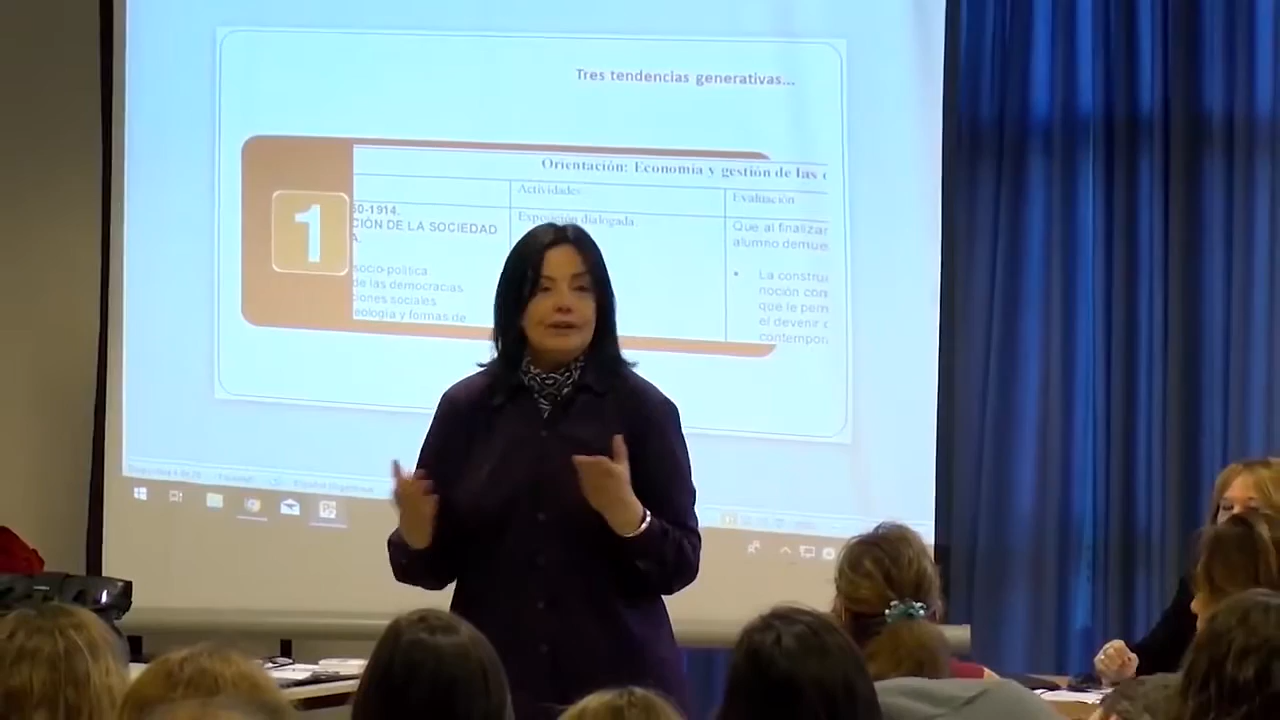 Tres tendencias generativas...
Orientación: Economía y gestión de las
Actividades
Evaluación
1
50-1914.
CIÓN DE LA SOCIEDAD
A.
Exposición dialogada.
Que al finalizar
alumno demue
socio-política.
de las democracias
iones sociales
eología y formas de
• La constru
noción com
que le perm
el devenir
contempor